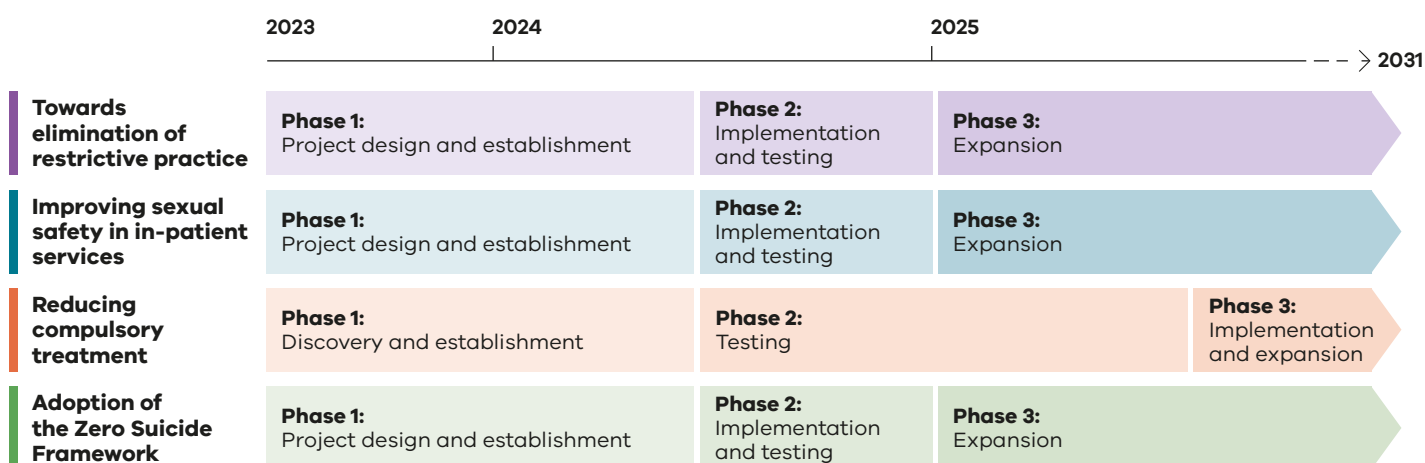 2023
2024
2025
2031
Towards
elimination of
restrictive practice
Phase 1:
Project design and establishment
Phase 2:
Implementation
and testing
Phase 3:
Expansion
Improving sexual
safety in in-patient
services
Phase 1:
Project design and establishment
Phase 2:
Implementation
and testing
Phase 3:
Expansion
Reducing
compulsory
treatment
Phase 1:
Discovery and establishment
Phase 2:
Testing
Phase 3:
Implementation
and expansion
Adoption of
the Zero Suicide
Framework
Phase 1:
Project design and establishment
Phase 2:
Implementation
and testing
Phase 3:
Expansion